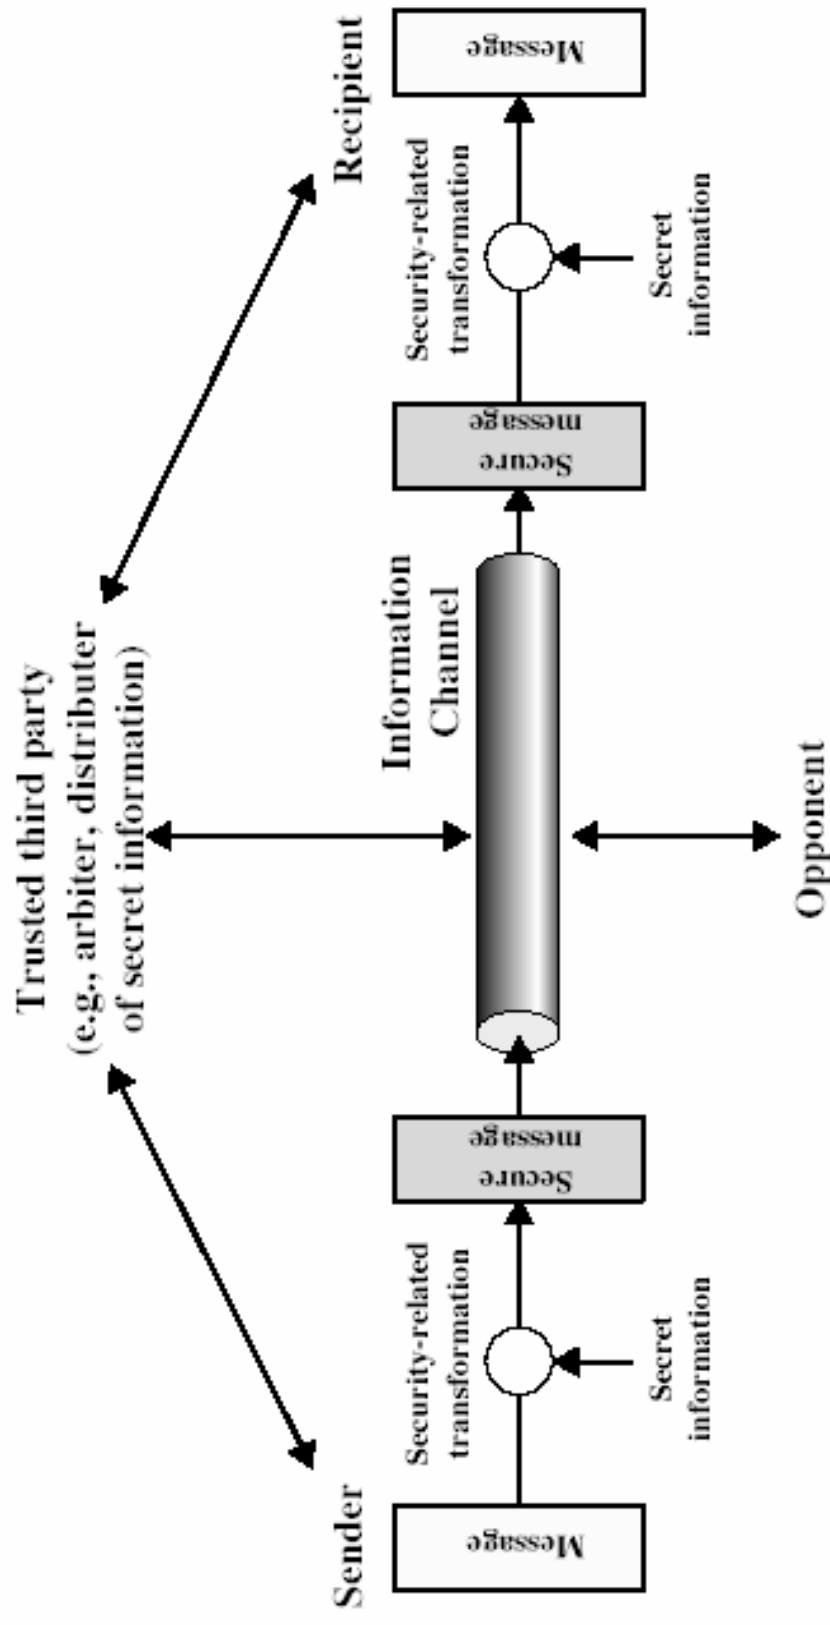 Trusted third party
(e.g., arbiter, distributer
of secret information)
Sender
Recipient
Message
Security-related
transformation
Secret
information
Secure
message
Information
Channel
Secure
message
Security-related
transformation
Secret
information
Message
Opponent